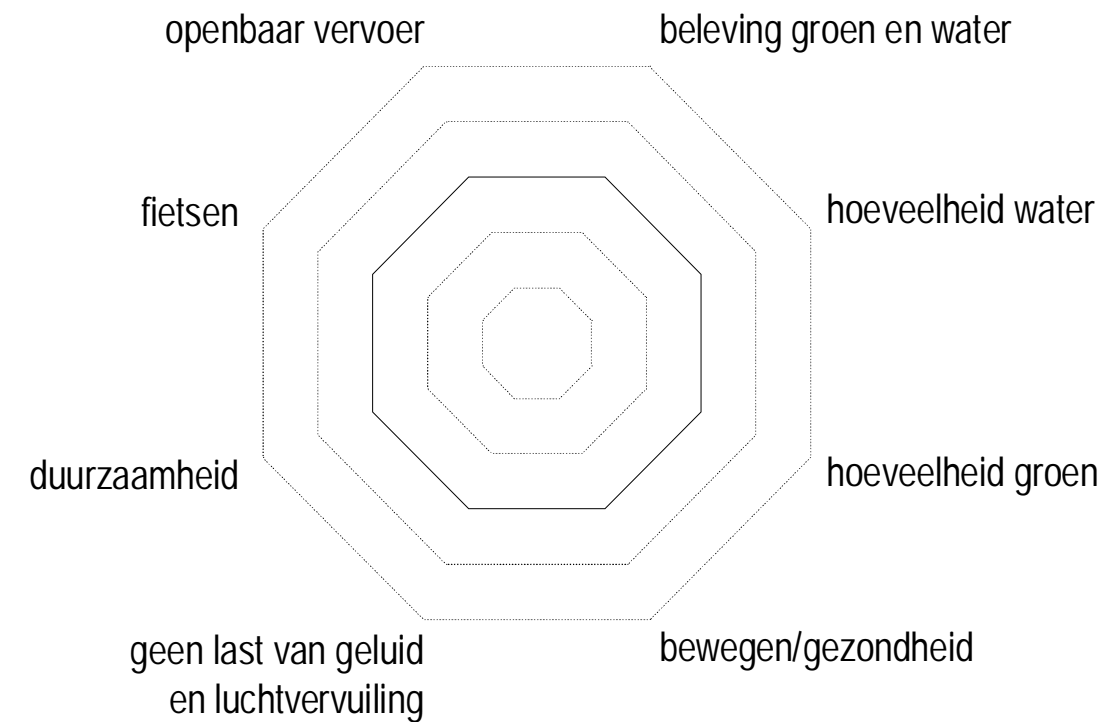 openbaar vervoer
beleving groen en water
fietsen
hoeveelheid water
duurzaamheid
hoeveelheid groen
geen last van geluid
en luchtvervuiling
bewegen/gezondheid